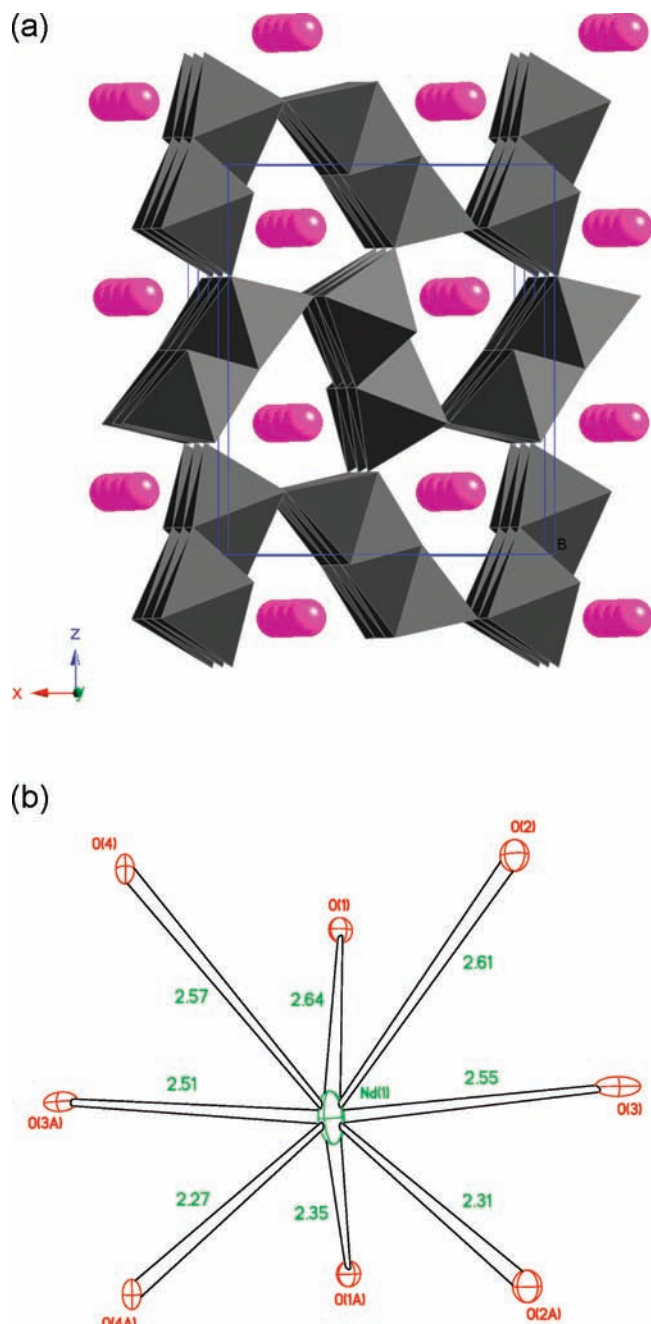 (a)
B
z
x
y
(b)
O(4)
O(2)
O(1)
2.57
2.64
2.61
Nd(1)
2.51
2.55
O(3A)
O(3)
2.27
2.35
2.31
O(1A)
O(4A)
O(2A)